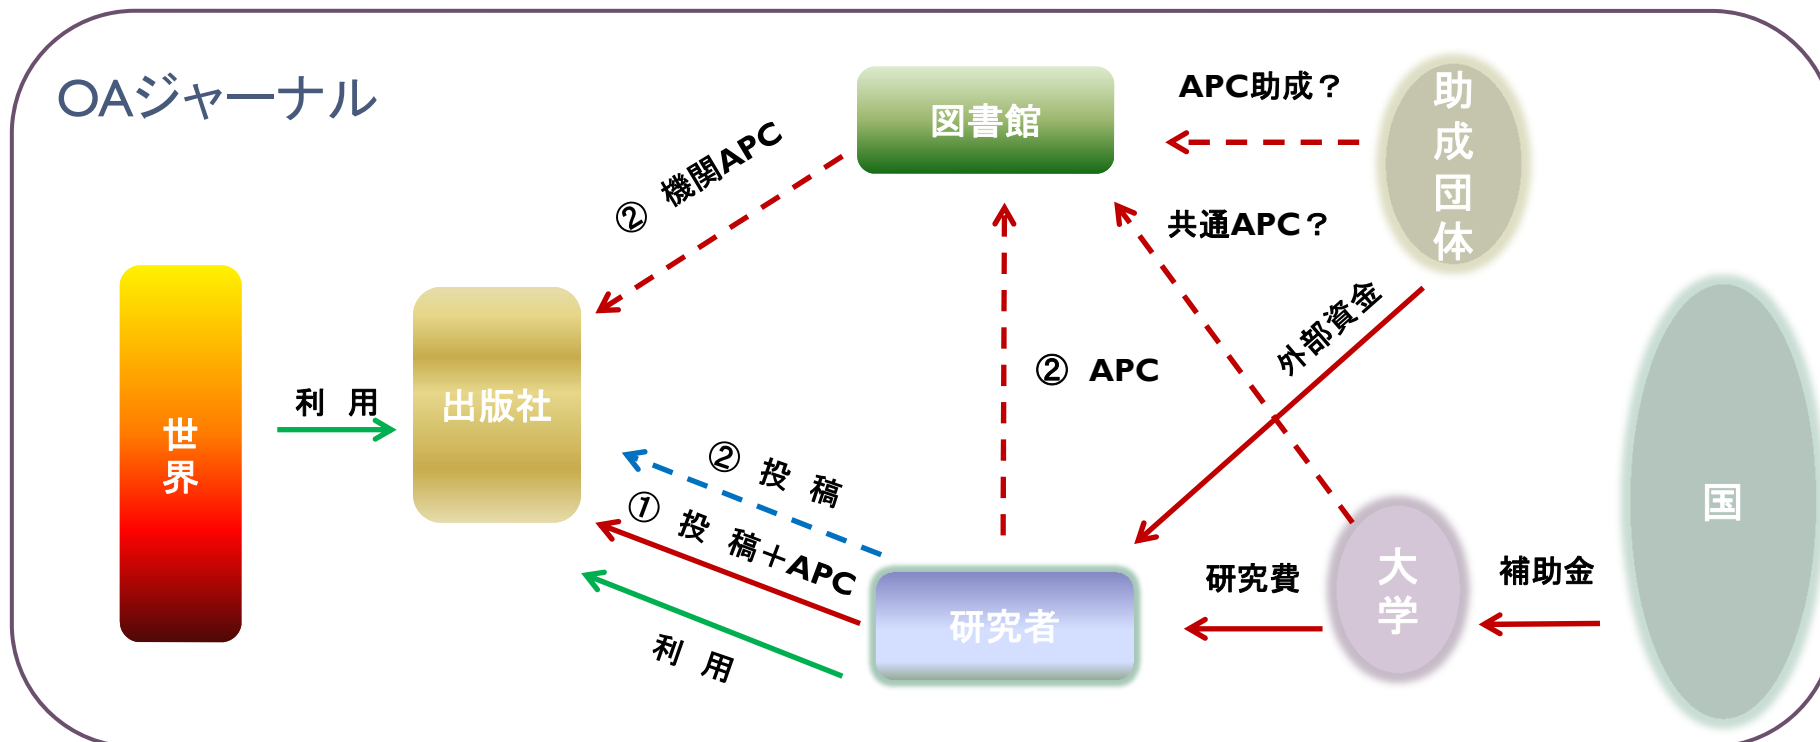 OAジャーナル
図書館
APC助成？
助成団体
② 機関APC
共通APC？
外部資金
② APC
世界
利 用
出版社
② 投 稿
① 投 稿＋APC
利 用
研究者
研究費
大学
補助金
国